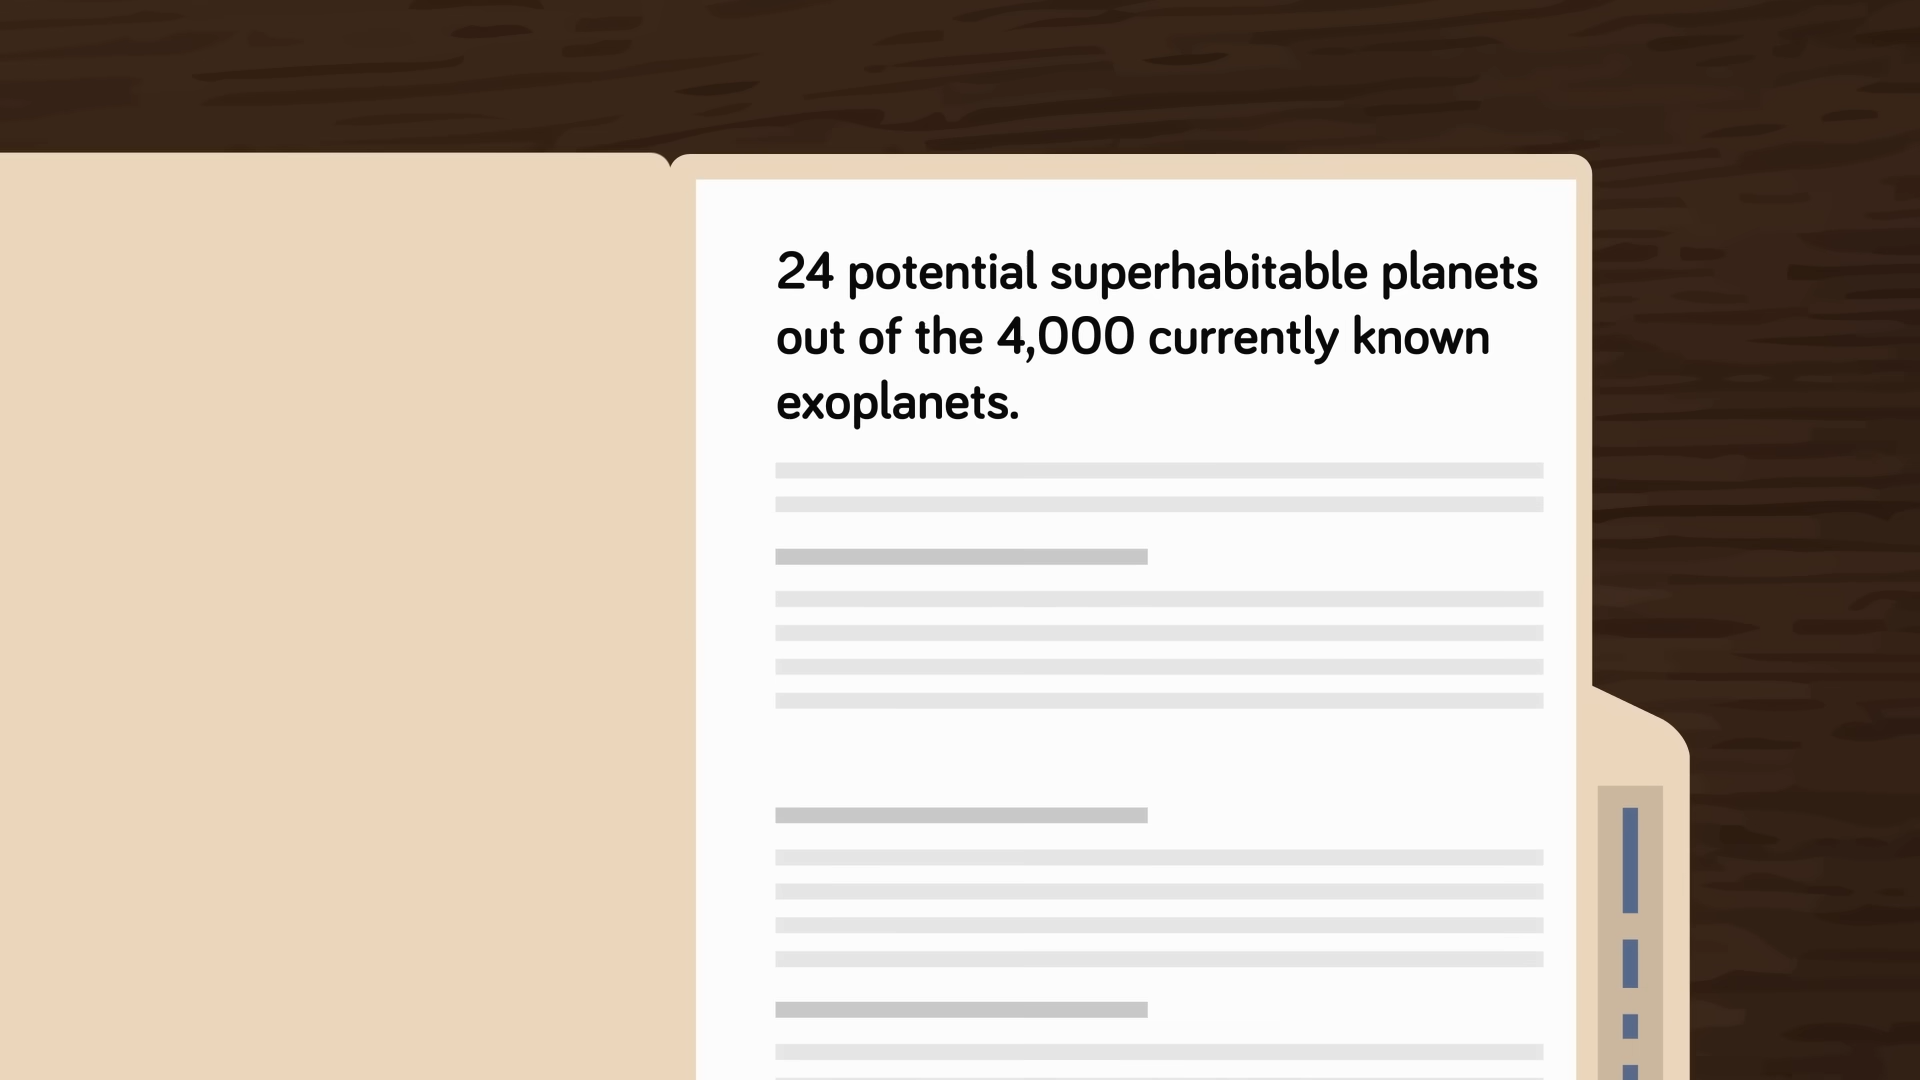 24 potential superhabitable planets
out of the 4,000 currently known
exoplanets.